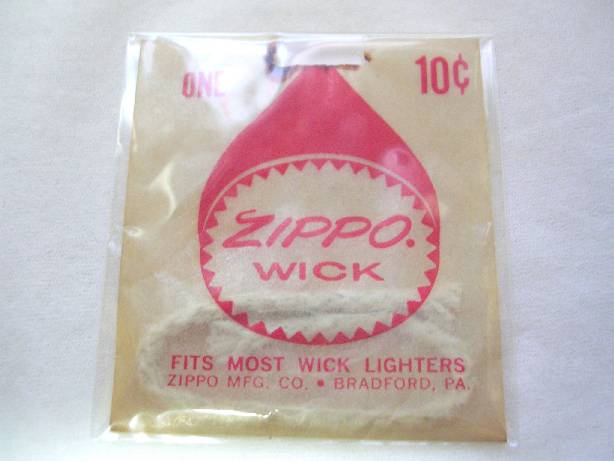 ONE 10¢
ZIPPO.
WICK
FITS MOST WICK LIGHTERS
ZIPPO MFG. CO. • BRADFORD, PA.